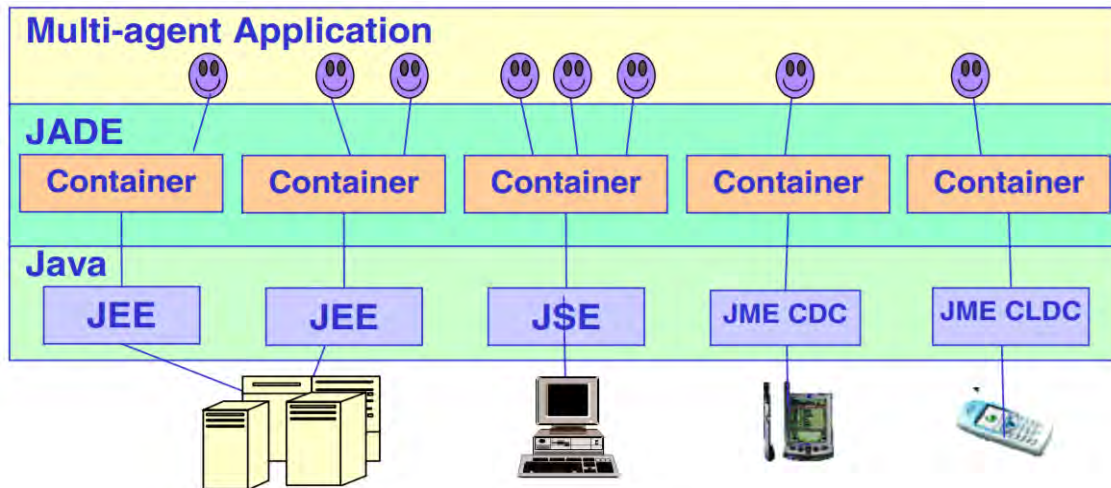 Multi-agent Application
JADE
Container Container Container Container Container
Java
JEE JEE JSE JME CDC JME CLDC